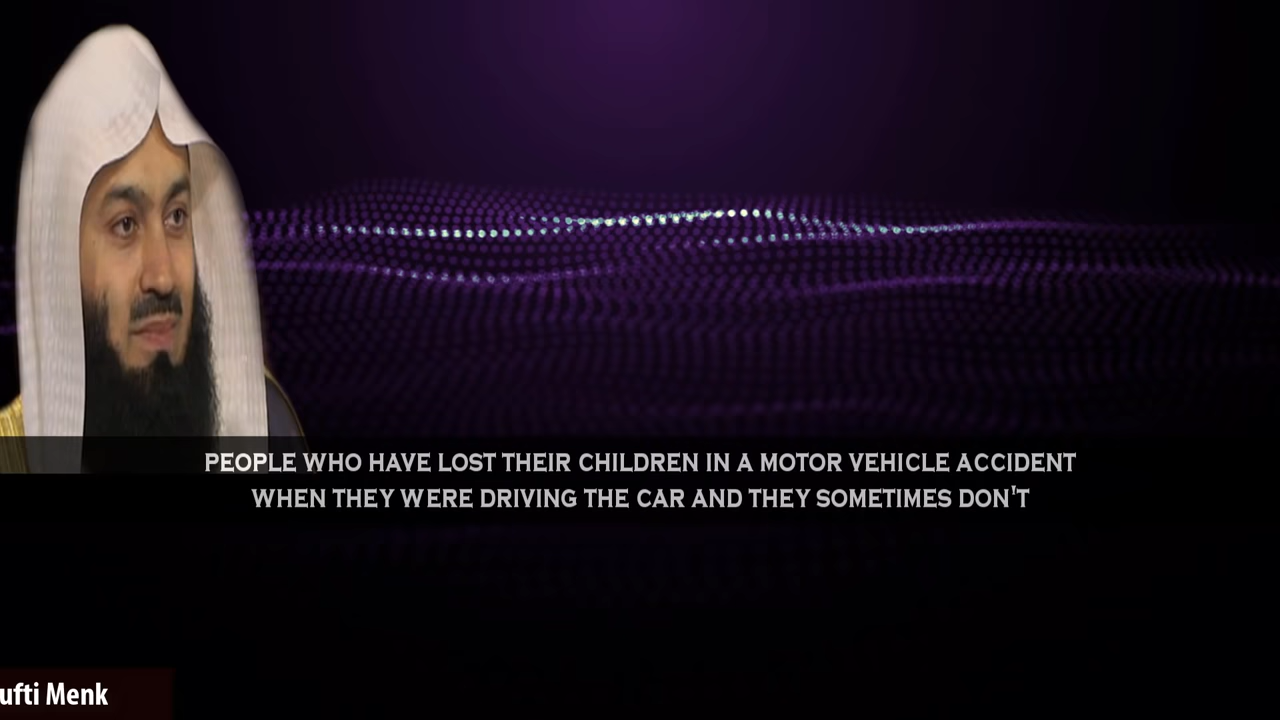 PEOPLE WHO HAVE LOST THEIR CHILDREN IN A MOTOR VEHICLE ACCIDENT
WHEN THEY WERE DRIVING THE CAR AND THEY SOMETIMES DON'T
ufti Menk